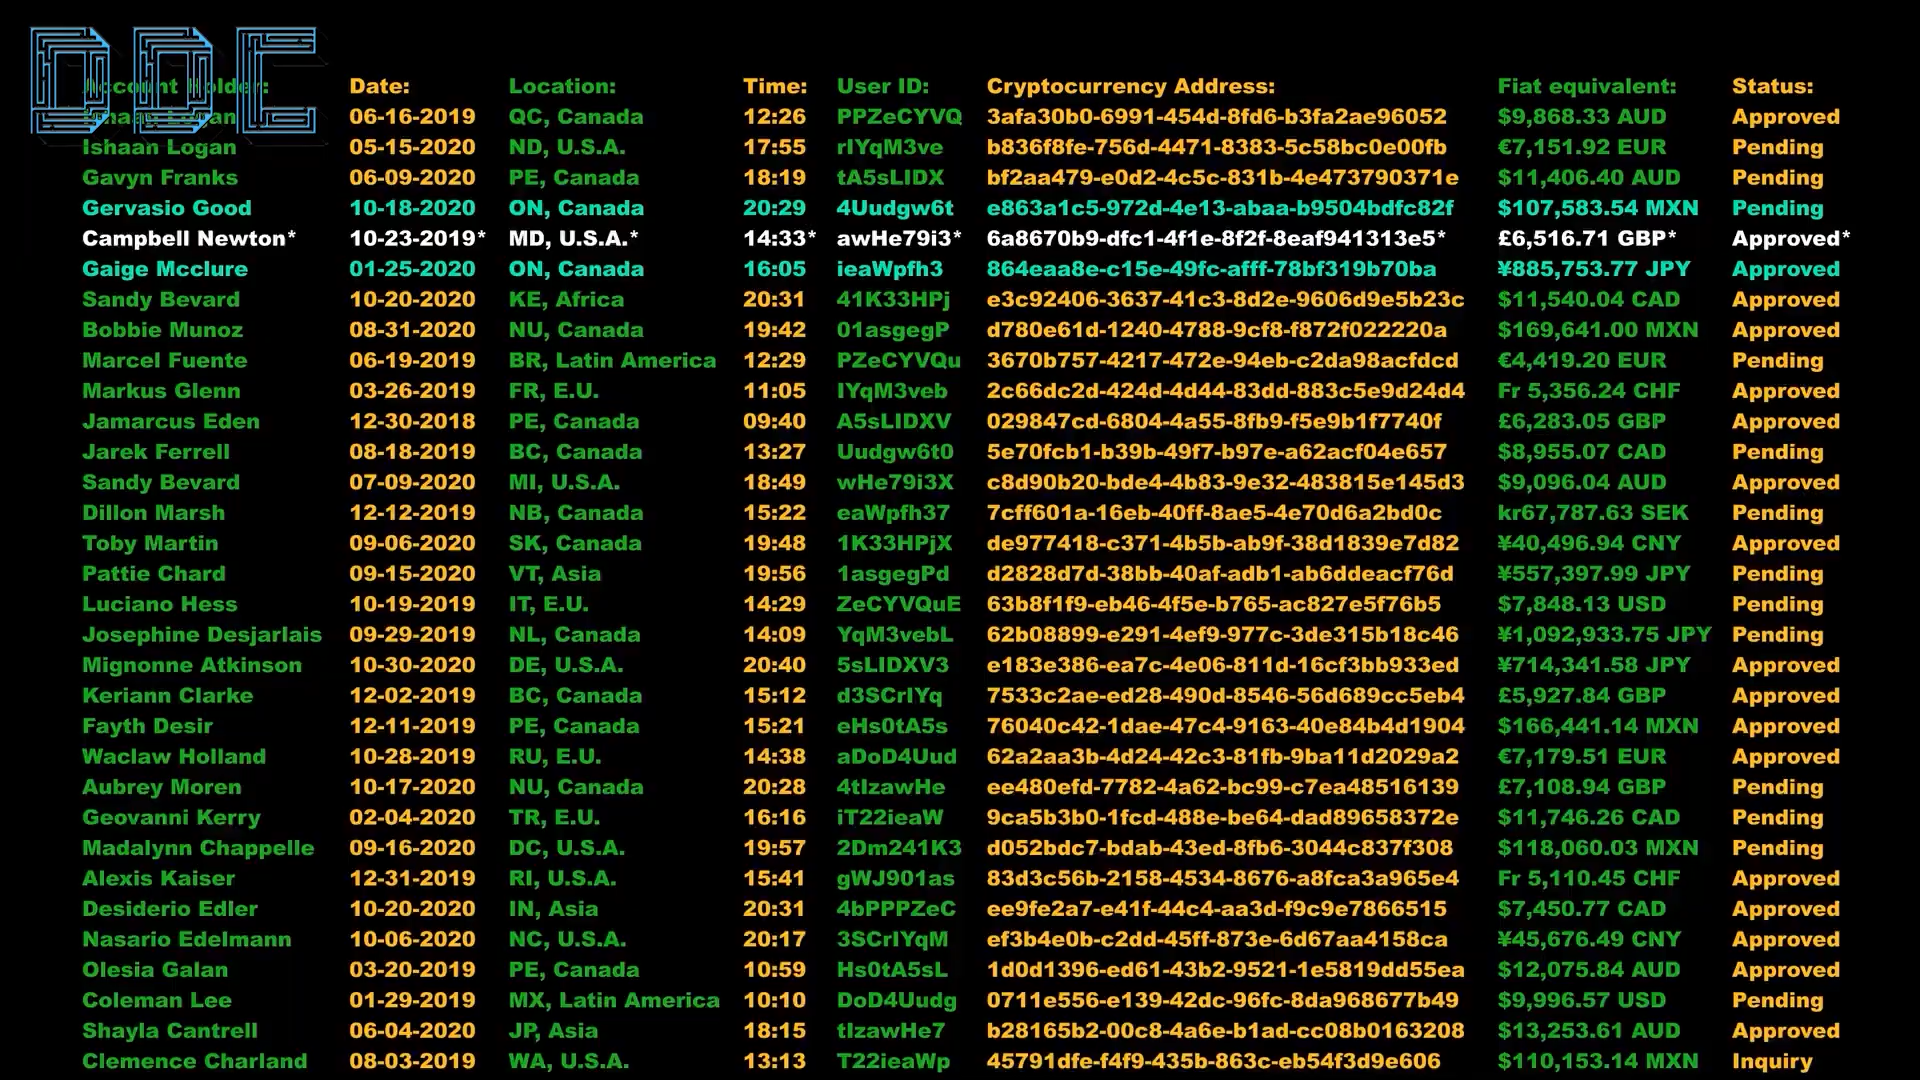 DDC
Account Holder: Date: Location: Time: User ID: Cryptocurrency Address: Fiat equivalent: Status:
Ishaan Logan 06-16-2019 QC, Canada 12:26 PPZeCYVQ 3afa30b0-6991-454d-8fd6-b3fa2ae96052 $9,868.33 AUD Approved
Ishaan Logan 05-15-2020 ND, U.S.A. 17:55 rIYqM3ve b836f8fe-756d-4471-8383-5c58bc0e00fb €7,151.92 EUR Pending
Gavyn Franks 06-09-2020 PE, Canada 18:19 tA5sLIDX bf2aa479-e0d2-4c5c-831b-4e473790371e $11,406.40 AUD Pending
Gervasio Good 10-18-2020 ON, Canada 20:29 4Uudgw6t e863a1c5-972d-4e13-abaa-b9504bdfc82f $107,583.54 MXN Pending
Campbell Newton* 10-23-2019* MD, U.S.A.* 14:33* awHe79i3* 6a8670b9-dfc1-4f1e-8f2f-8eaf941313e5* £6,516.71 GBP* Approved*
Gaige Mcclure 01-25-2020 ON, Canada 16:05 ieaWpfh3 864eaa8e-c15e-49fc-afff-78bf319b70ba ¥885,753.77 JPY Approved
Sandy Bevard 10-20-2020 KE, Africa 20:31 41K33HPj e3c92406-3637-41c3-8d2e-9606d9e5b23c $11,540.04 CAD Approved
Bobbie Munoz 08-31-2020 NU, Canada 19:42 01asgegP d780e61d-1240-4788-9cf8-f872f022220a $169,641.00 MXN Approved
Marcel Fuente 06-19-2019 BR, Latin America 12:29 PZeCYVQu 3670b757-4217-472e-94eb-c2da98acfdcd €4,419.20 EUR Pending
Markus Glenn 03-26-2019 FR, E.U. 11:05 IYqM3veb 2c66dc2d-424d-4d44-83dd-883c5e9d24d4 Fr 5,356.24 CHF Approved
Jamarcus Eden 12-30-2018 PE, Canada 09:40 A5sLIDXV 029847cd-6804-4a55-8fb9-f5e9b1f7740f £6,283.05 GBP Approved
Jarek Ferrell 08-18-2019 BC, Canada 13:27 Uudgw6t0 5e70fcb1-b39b-49f7-b97e-a62acf04e657 $8,955.07 CAD Pending
Sandy Bevard 07-09-2020 MI, U.S.A. 18:49 wHe79i3X c8d90b20-bde4-4b83-9e32-483815e145d3 $9,096.04 AUD Approved
Dillon Marsh 12-12-2019 NB, Canada 15:22 eaWpfh37 7cff601a-16eb-40ff-8ae5-4e70d6a2bd0c kr67,787.63 SEK Pending
Toby Martin 09-06-2020 SK, Canada 19:48 1K33HPjX de977418-c371-4b5b-ab9f-38d1839e7d82 ¥40,496.94 CNY Approved
Pattie Chard 09-15-2020 VT, Asia 19:56 1asgegPd d2828d7d-38bb-40af-adb1-ab6ddeacf76d ¥557,397.99 JPY Pending
Luciano Hess 10-19-2019 IT, E.U. 14:29 ZeCYVQuE 63b8f1f9-eb46-4f5e-b765-ac827e5f76b5 $7,848.13 USD Pending
Josephine Desjarlais 09-29-2019 NL, Canada 14:09 YqM3vebL 62b08899-e291-4ef9-977c-3de315b18c46 ¥1,092,933.75 JPY Pending
Mignonne Atkinson 10-30-2020 DE, U.S.A. 20:40 5sLIDXV3 e183e386-ea7c-4e06-811d-16cf3bb933ed ¥714,341.58 JPY Approved
Keriann Clarke 12-02-2019 BC, Canada 15:12 d3SCrIYq 7533c2ae-ed28-490d-8546-56d689cc5eb4 £5,927.84 GBP Approved
Fayth Desir 12-11-2019 PE, Canada 15:21 eHs0tA5s 76040c42-1dae-47c4-9163-40e84b4d1904 $166,441.14 MXN Approved
Waclaw Holland 10-28-2019 RU, E.U. 14:38 aDoD4Uud 62a2aa3b-4d24-42c3-81fb-9ba11d2029a2 €7,179.51 EUR Approved
Aubrey Moren 10-17-2020 NU, Canada 20:28 4tIzawHe ee480efd-7782-4a62-bc99-c7ea48516139 £7,108.94 GBP Pending
Geovanni Kerry 02-04-2020 TR, E.U. 16:16 iT22ieaW 9ca5b3b0-1fcd-488e-be64-dad89658372e $11,746.26 CAD Pending
Madalynn Chappelle 09-16-2020 DC, U.S.A. 19:57 2Dm241K3 d052bdc7-bdab-43ed-8fb6-3044c837f308 $118,060.03 MXN Pending
Alexis Kaiser 12-31-2019 RI, U.S.A. 15:41 gWJ901as 83d3c56b-2158-4534-8676-a8fca3a965e4 Fr 5,110.45 CHF Approved
Desiderio Edler 10-20-2020 IN, Asia 20:31 4bPPPZeC ee9fe2a7-e41f-44c4-aa3d-f9c9e7866515 $7,450.77 CAD Approved
Nasario Edelmann 10-06-2020 NC, U.S.A. 20:17 3SCrIYqM ef3b4e0b-c2dd-45ff-873e-6d67aa4158ca ¥45,676.49 CNY Approved
Olesia Galan 03-20-2019 PE, Canada 10:59 Hs0tA5sL 1d0d1396-ed61-43b2-9521-1e5819dd55ea $12,075.84 AUD Approved
Coleman Lee 01-29-2019 MX, Latin America 10:10 DoD4Uudg 0711e556-e139-42dc-96fc-8da968677b49 $9,996.57 USD Pending
Shayla Cantrell 06-04-2020 JP, Asia 18:15 tIzawHe7 b28165b2-00c8-4a6e-b1ad-cc08b0163208 $13,253.61 AUD Approved
Clemence Charland 08-03-2019 WA, U.S.A. 13:13 T22ieaWp 45791dfe-f4f9-435b-863c-eb54f3d9e606 $110,153.14 MXN Inquiry